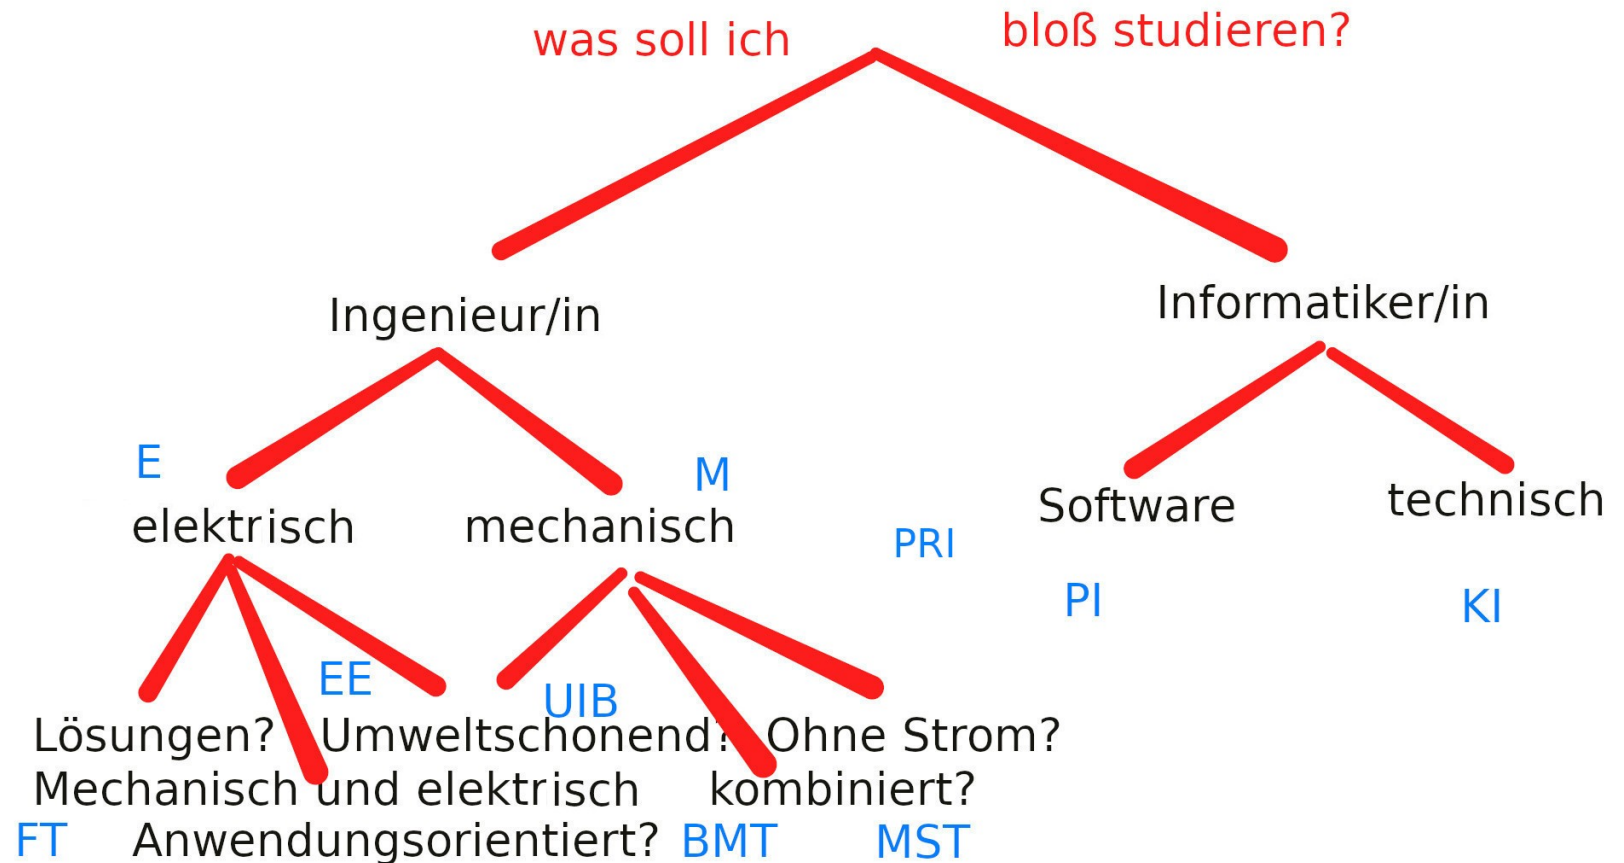 was soll ich bloß studieren?
Ingenieur/in Informatiker/in
E M
elektrisch mechanisch Software technisch
PRI
PI KI
EE UIB
Lösungen? Umweltschonend? Ohne Strom?
Mechanisch und elektrisch kombiniert?
FT Anwendungsorientiert? BMT MST